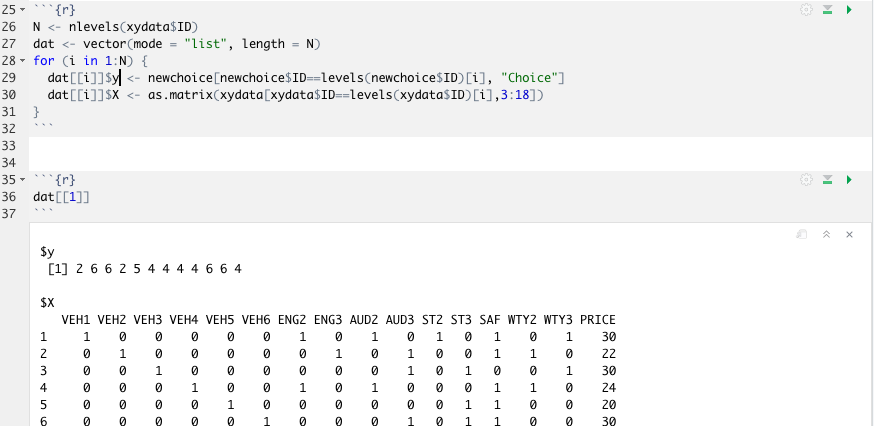 25 ```{r}
26 N <- nlevels(xydata$ID)
27 dat <- vector(mode = "list", length = N)
28 for (i in 1:N) {
29   dat[[i]]$y <- newchoice[newchoice$ID==levels(newchoice$ID)[i], "Choice"]
30   dat[[i]]$X <- as.matrix(xydata[xydata$ID==levels(xydata$ID)[i],3:18])
31 }
32 ```
33
34
35 ```{r}
36 dat[[1]]
37 ```
$y
 [1] 2 6 6 2 5 4 4 4 4 6 6 4
$X
   VEH1 VEH2 VEH3 VEH4 VEH5 VEH6 ENG2 ENG3 AUD2 AUD3 ST2 ST3 SAF WTY2 WTY3 PRICE
1     1    0    0    0    0    0    1    0    1    0   1   0   1    0    1    30
2     0    1    0    0    0    0    0    1    0    1   0   0   1    1    0    22
3     0    0    1    0    0    0    0    0    0    1   0   1   0    0    1    30
4     0    0    0    1    0    0    1    0    1    0   0   0   1    1    0    24
5     0    0    0    0    1    0    0    0    0    0   0   1   1    0    0    20
6     0    0    0    0    0    1    0    0    0    1   0   1   1    0    0    30